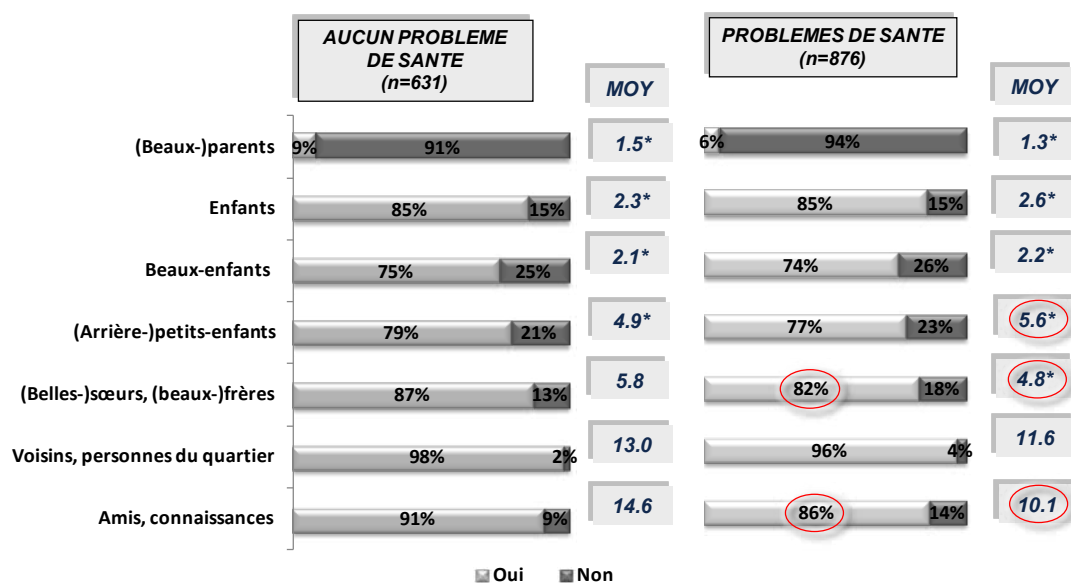 AUCUN PROBLEME
DE SANTE
(n=631)
PROBLEMES DE SANTE
(n=876)
MOY
MOY
(Beaux-)parents
9%
91%
1.5*
6%
94%
1.3*
Enfants
85%
15%
2.3*
85%
15%
2.6*
Beaux-enfants
75%
25%
2.1*
74%
26%
2.2*
(Arrière-)petits-enfants
79%
21%
4.9*
77%
23%
5.6*
(Belles-)sœurs, (beaux-)frères
87%
13%
5.8
82%
18%
4.8*
Voisins, personnes du quartier
98%
2%
13.0
96%
4%
11.6
Amis, connaissances
91%
9%
14.6
86%
14%
10.1
Oui
Non